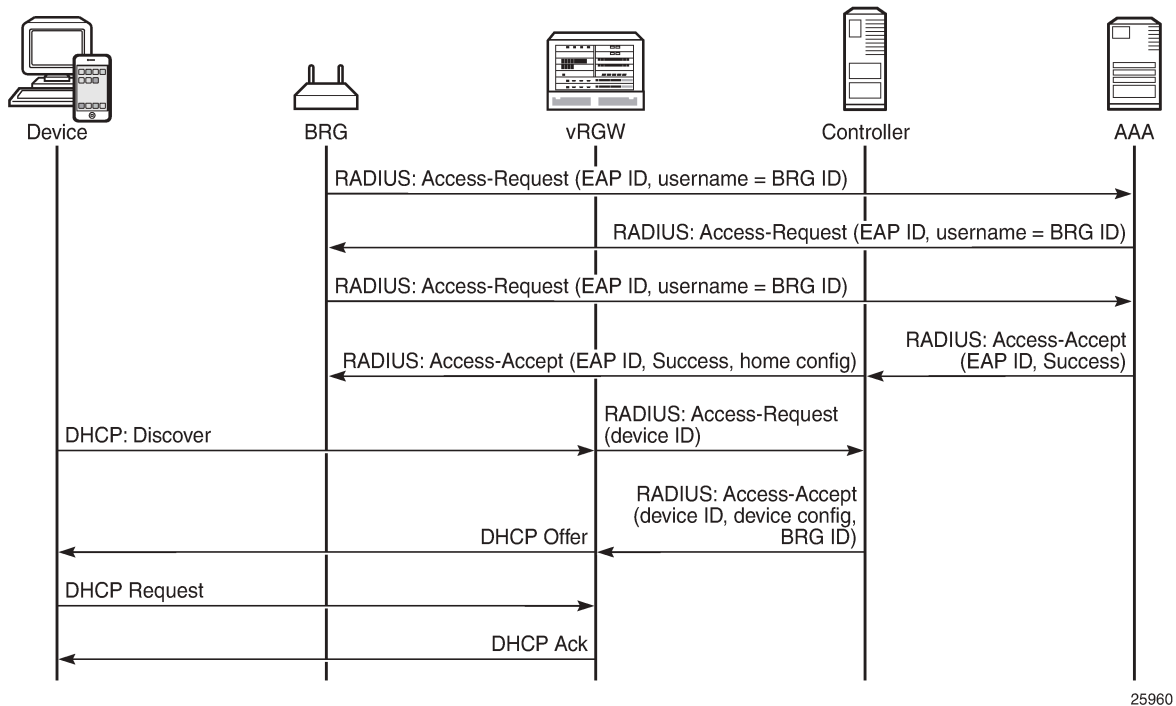 Device
BRG
vRGW
Controller
AAA
RADIUS: Access-Request (EAP ID, username = BRG ID)
RADIUS: Access-Request (EAP ID, username = BRG ID)
RADIUS: Access-Request (EAP ID, username = BRG ID)
RADIUS: Access-Accept
(EAP ID, Success)
RADIUS: Access-Accept (EAP ID, Success, home config)
DHCP: Discover
RADIUS: Access-Request
(device ID)
RADIUS: Access-Accept
(device ID, device config,
BRG ID)
DHCP Offer
DHCP Request
DHCP Ack
25960